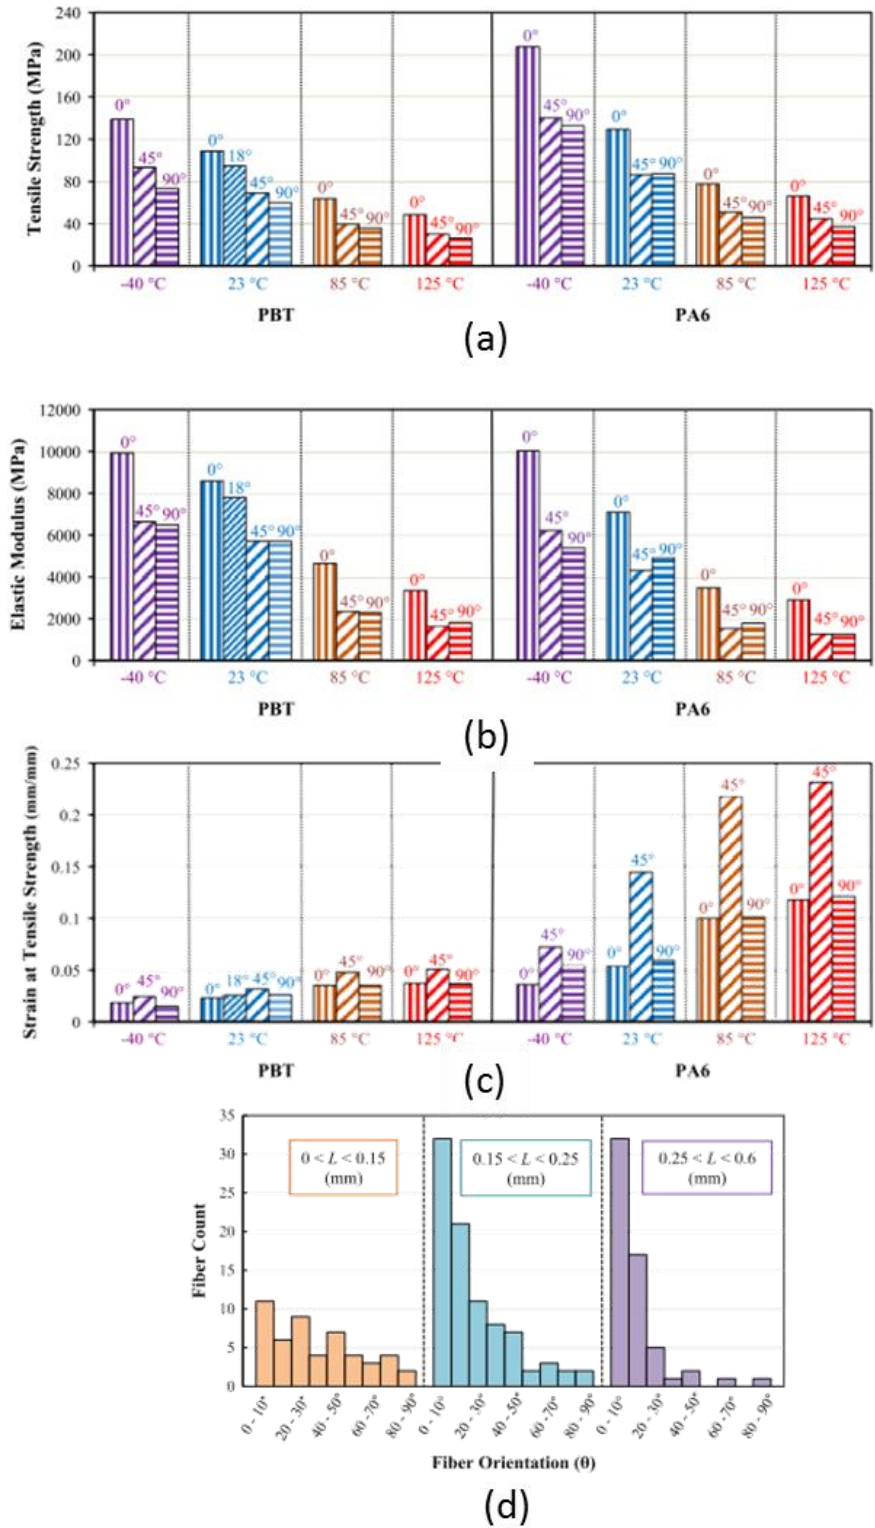 Tensile Strength (MPa)
240
200
160
120
80
40
0
0° 45° 90°
0° 18° 45° 90°
0° 45° 90°
0° 45° 90°
0° 45° 90°
0° 45° 90°
0° 45° 90°
0° 45° 90°
-40 °C 23 °C 85 °C 125 °C -40 °C 23 °C 85 °C 125 °C
PBT PA6
(a)
Elastic Modulus (MPa)
12000
10000
8000
6000
4000
2000
0
0° 45° 90°
0° 18° 45° 90°
0° 45° 90°
0° 45° 90°
0° 45° 90°
0° 45° 90°
0° 45° 90°
0° 45° 90°
-40 °C 23 °C 85 °C 125 °C -40 °C 23 °C 85 °C 125 °C
PBT PA6
(b)
Strain at Tensile Strength (mm/mm)
0.25
0.2
0.15
0.1
0.05
0
0° 45° 90°
0° 18° 45° 90°
0° 45° 90°
0° 45° 90°
0° 45° 90°
0° 45° 90°
0° 45° 90°
0° 45° 90°
-40 °C 23 °C 85 °C 125 °C -40 °C 23 °C 85 °C 125 °C
PBT PA6
(c)
Fiber Count
35
30
25
20
15
10
5
0
0 < L < 0.15
(mm)
0.15 < L < 0.25
(mm)
0.25 < L < 0.6
(mm)
0 - 10° 20 - 30° 40 - 50° 60 -70° 80 - 90° 0 - 10° 20 - 30° 40 - 50° 60 -70° 80 - 90° 0 - 10° 20 - 30° 40 - 50° 60 -70° 80 - 90°
Fiber Orientation (θ)
(d)